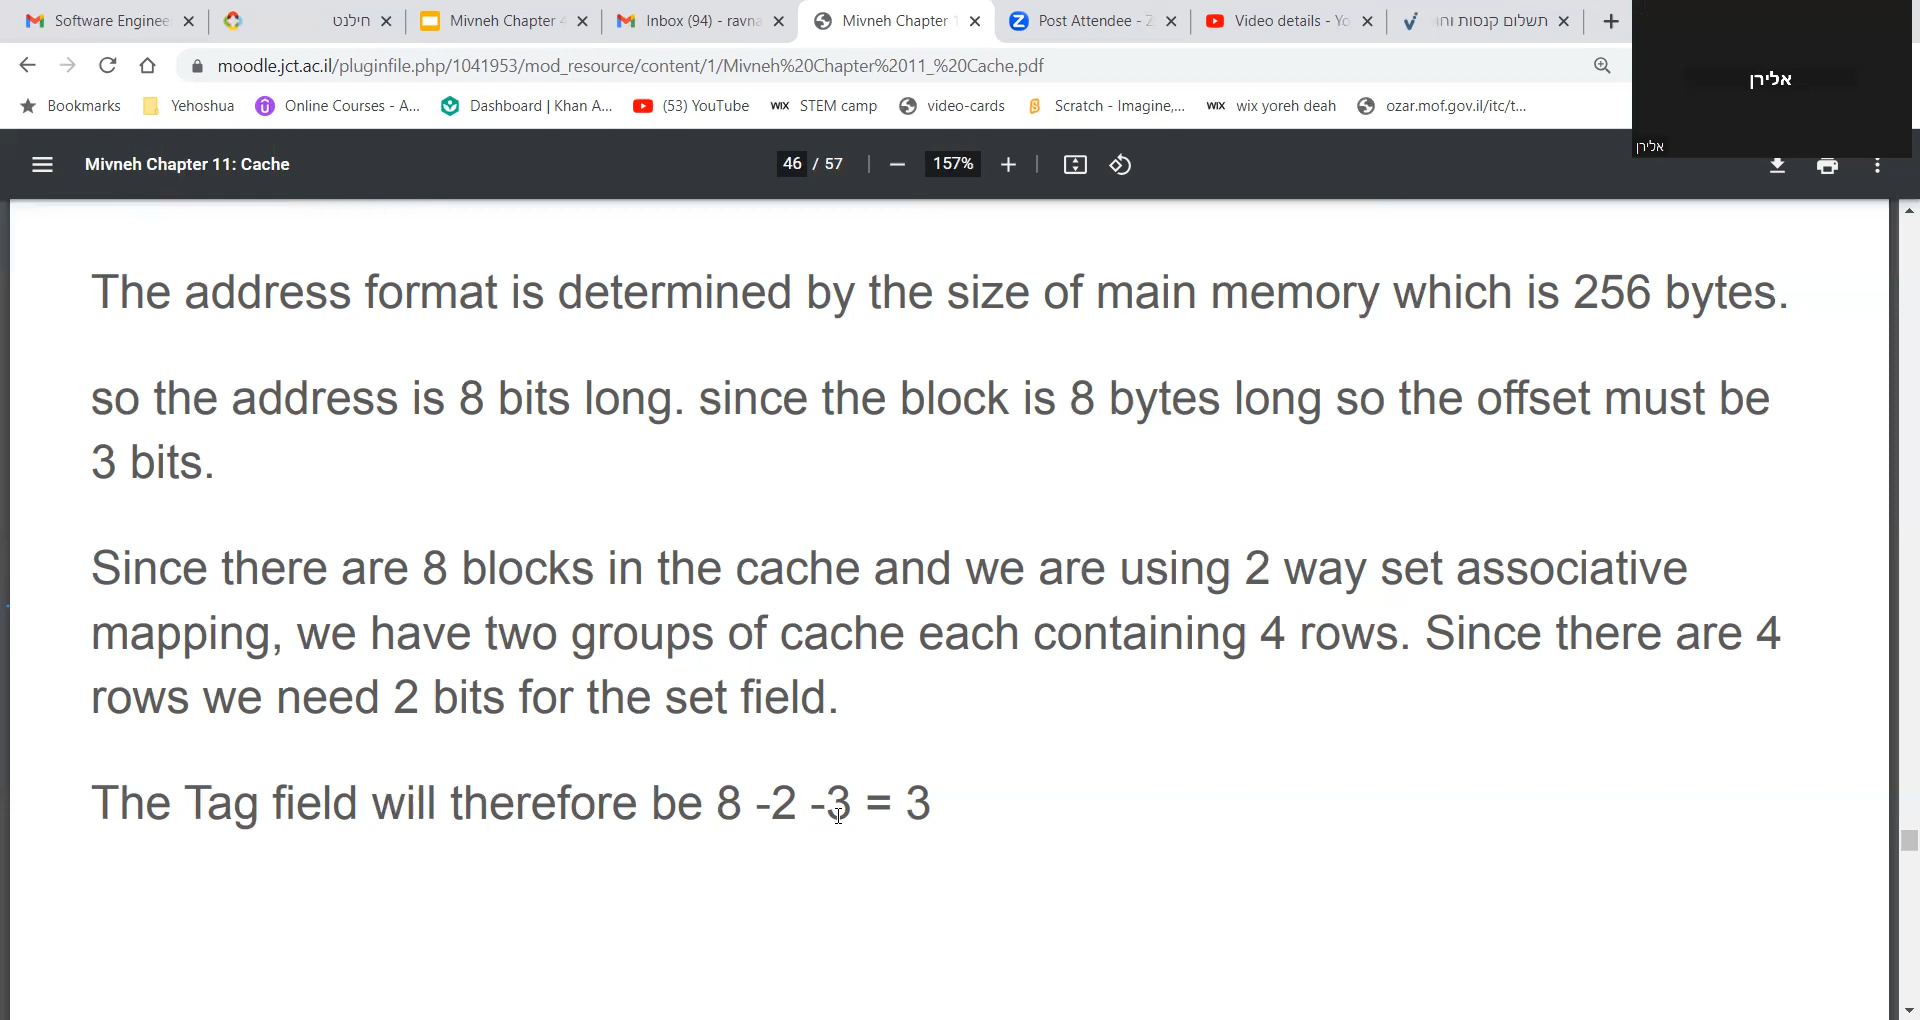 Software Enginee
חילנט
Mivneh Chapter 4
Inbox (94) - ravna
Mivneh Chapter 1
Post Attendee - Z
Video details - Yo
תשלום קנסות וחו
moodle.jct.ac.il/pluginfile.php/1041953/mod_resource/content/1/Mivneh%20Chapter%2011_%20Cache.pdf
אלירן
Bookmarks
Yehoshua
Online Courses - A...
Dashboard | Khan A...
(53) YouTube
WIX STEM camp
video-cards
Scratch - Imagine,...
WIX wix yoreh deah
ozar.mof.gov.il/itc/t...
אלירן
Mivneh Chapter 11: Cache
46 / 57
157%
The address format is determined by the size of main memory which is 256 bytes.
so the address is 8 bits long. since the block is 8 bytes long so the offset must be
3 bits.
Since there are 8 blocks in the cache and we are using 2 way set associative
mapping, we have two groups of cache each containing 4 rows. Since there are 4
rows we need 2 bits for the set field.
The Tag field will therefore be 8 -2 -3 = 3